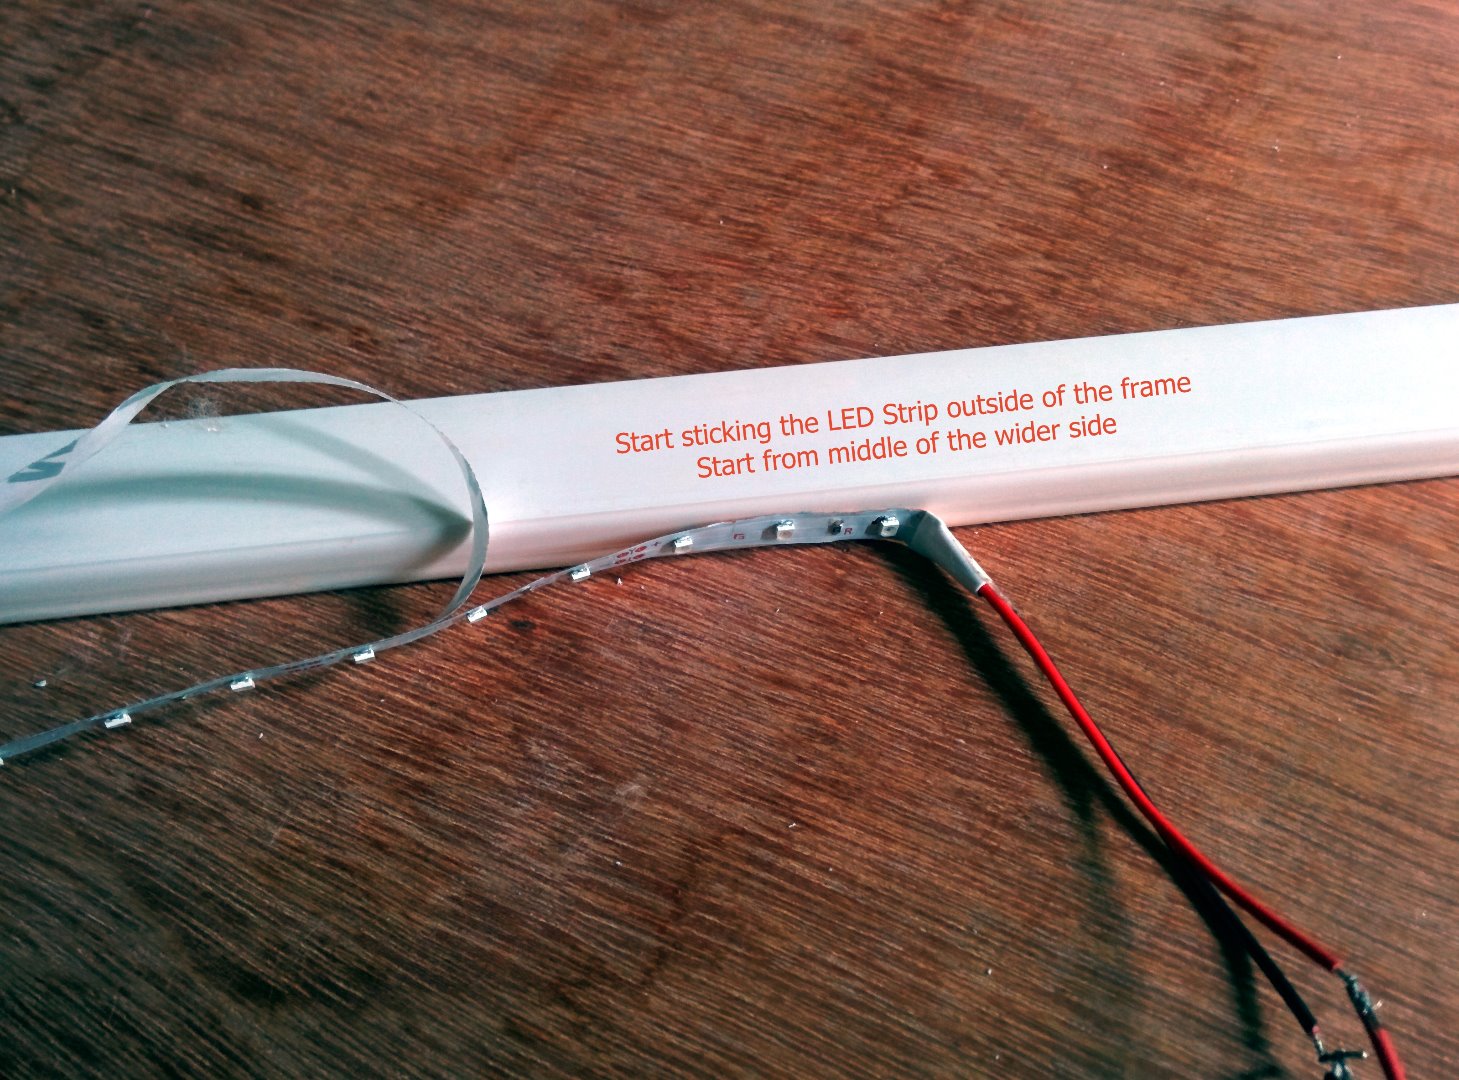 Start sticking the LED Strip outside of the frame
Start from middle of the wider side
R